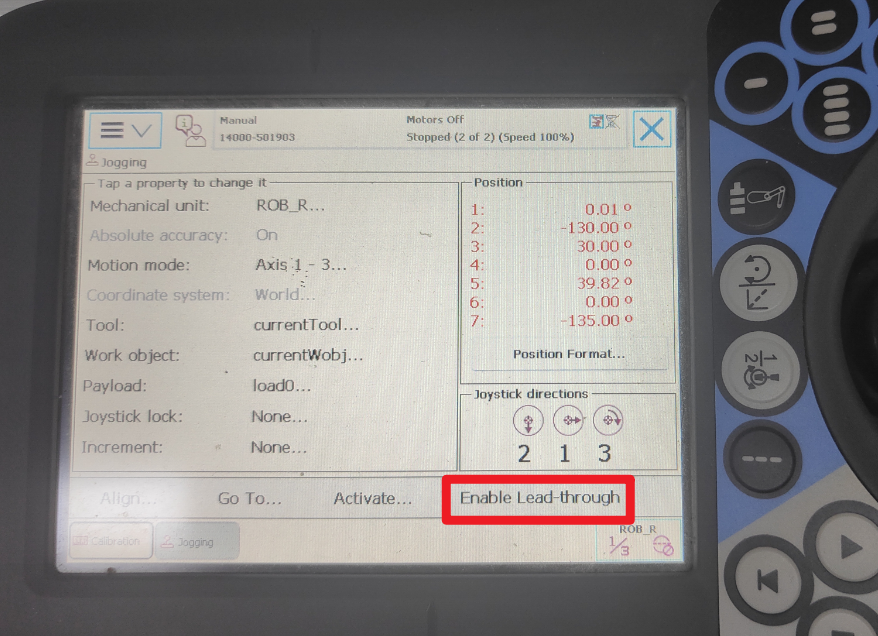 Manual
14000-501903
Motors Off
Stopped (2 of 2) (Speed 100%)
Jogging
Tap a property to change it
Mechanical unit: ROB_R...
Absolute accuracy: On
Motion mode: Axis 1 - 3...
Coordinate system: World...
Tool: currentTool...
Work object: currentWobj...
Payload: load0...
Joystick lock: None...
Increment: None...
Position
1: 0.01 º
2: -130.00 º
3: 30.00 º
4: 0.00 º
5: 39.82 º
6: 0.00 º
7: -135.00 º
Position Format...
Joystick directions
2 1 3
Align... Go To... Activate... Enable Lead-through
Calibration Jogging
ROB_R
1/3
1/2